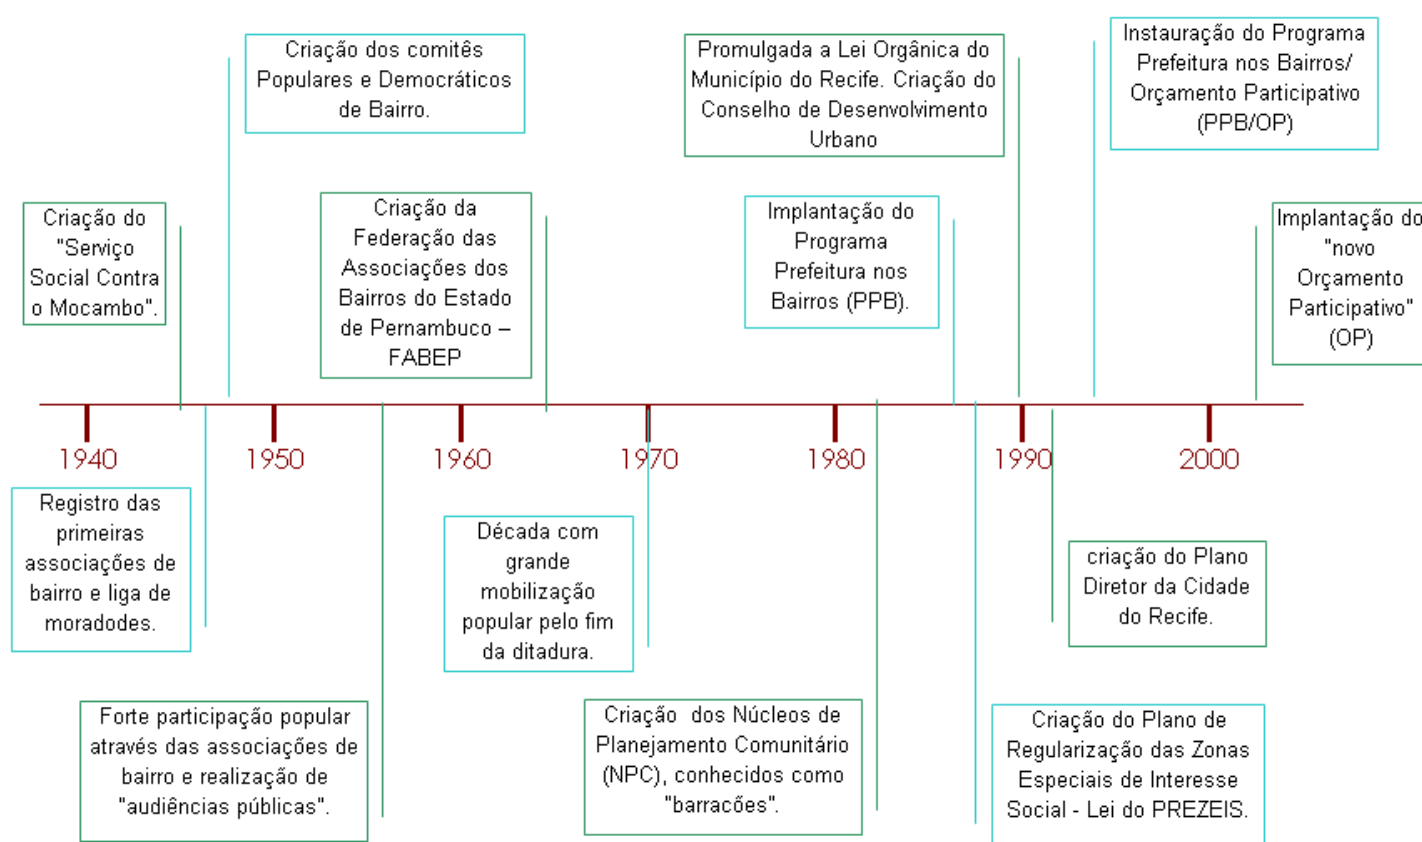 Criação dos comitês
Populares e Democráticos
de Bairro.
Promulgada a Lei Orgânica do
Município do Recife. Criação do
Conselho de Desenvolvimento
Urbano
Instauração do Programa
Prefeitura nos Bairros/
Orçamento Participativo
(PPB/OP)
Criação do
"Serviço
Social Contra
o Mocambo".
Criação da
Federação das
Associações dos
Bairros do Estado
de Pernambuco –
FABEP
Implantação do
Programa
Prefeitura nos
Bairros (PPB).
Implantação do
"novo
Orçamento
Participativo"
(OP)
1940 1950 1960 1970 1980 1990 2000
Registro das
primeiras
associações de
bairro e liga de
moradodes.
Década com
grande
mobilização
popular pelo fim
da ditadura.
criação do Plano
Diretor da Cidade
do Recife.
Forte participação popular
através das associações de
bairro e realização de
"audiências públicas".
Criação dos Núcleos de
Planejamento Comunitário
(NPC), conhecidos como
"barracões".
Criação do Plano de
Regularização das Zonas
Especiais de Interesse
Social - Lei do PREZEIS.